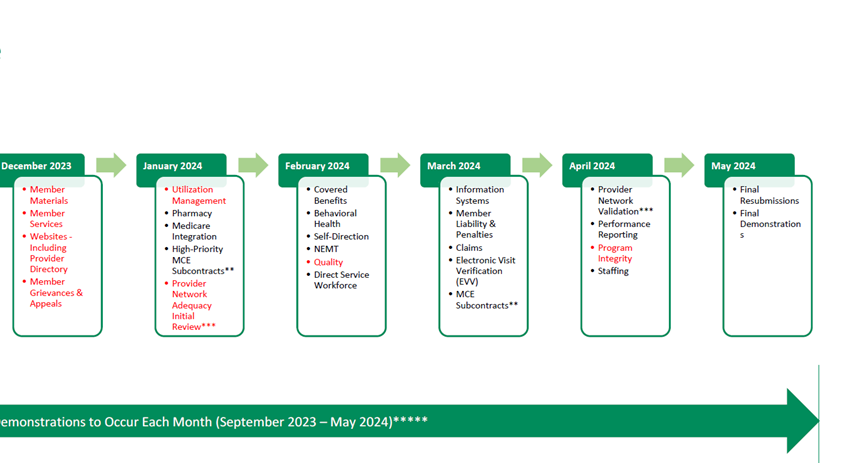 December 2023
• Member
Materials
• Member
Services
• Websites -
Including
Provider
Directory
• Member
Grievances &
Appeals
January 2024
• Utilization
Management
• Pharmacy
• Medicare
Integration
• High-Priority
MCE
Subcontracts**
• Provider
Network
Adequacy
Initial
Review***
February 2024
• Covered
Benefits
• Behavioral
Health
• Self-Direction
• NEMT
• Quality
• Direct Service
Workforce
March 2024
• Information
Systems
• Member
Liability &
Penalties
• Claims
• Electronic Visit
Verification
(EVV)
• MCE
Subcontracts**
April 2024
• Provider
Network
Validation***
• Performance
Reporting
• Program
Integrity
• Staffing
May 2024
• Final
Resubmissions
• Final
Demonstration
s
emonstrations to Occur Each Month (September 2023 – May 2024)*****